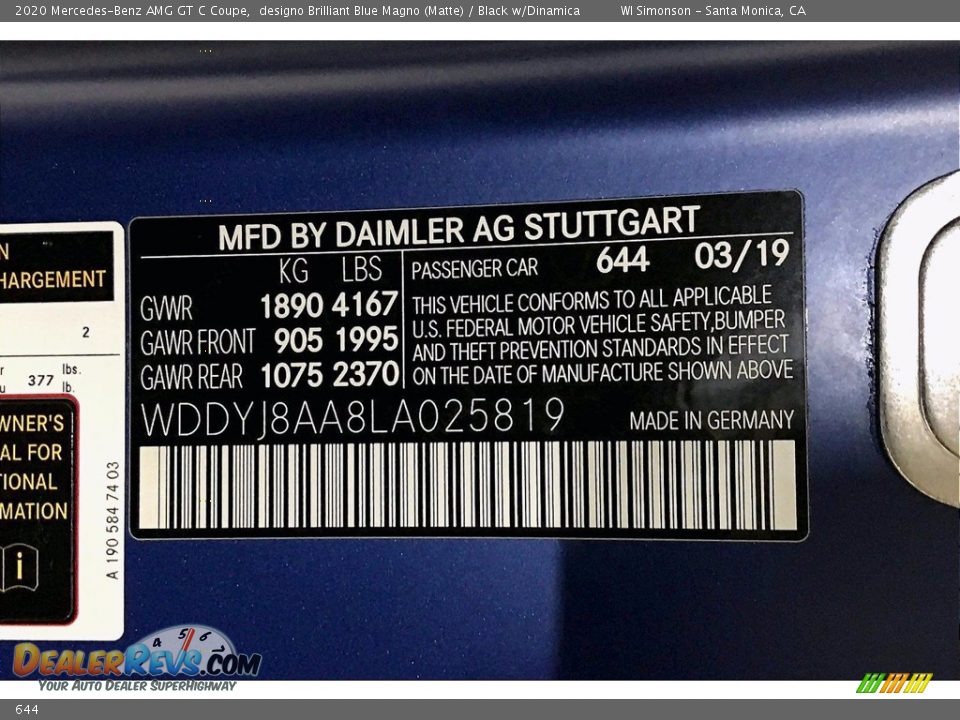 2020 Mercedes-Benz AMG GT C Coupe, designo Brilliant Blue Magno (Matte) / Black w/Dinamica WI Simonson - Santa Monica, CA
MFD BY DAIMLER AG STUTTGART
KG LBS
GVWR 1890 4167
GAWR FRONT 905 1995
GAWR REAR 1075 2370
PASSENGER CAR 644 03/19
THIS VEHICLE CONFORMS TO ALL APPLICABLE
U.S. FEDERAL MOTOR VEHICLE SAFETY,BUMPER
AND THEFT PREVENTION STANDARDS IN EFFECT
ON THE DATE OF MANUFACTURE SHOWN ABOVE
WDDYJ8AA8LA025819
MADE IN GERMANY
N
HARGEMENT
2
r 377 lbs.
u lb.
WNER'S
AL FOR
TIONAL
MATION
i
A 190 584 74 03
4 5 6
DealerRevs.com
Your Auto Dealer SuperHighway
644